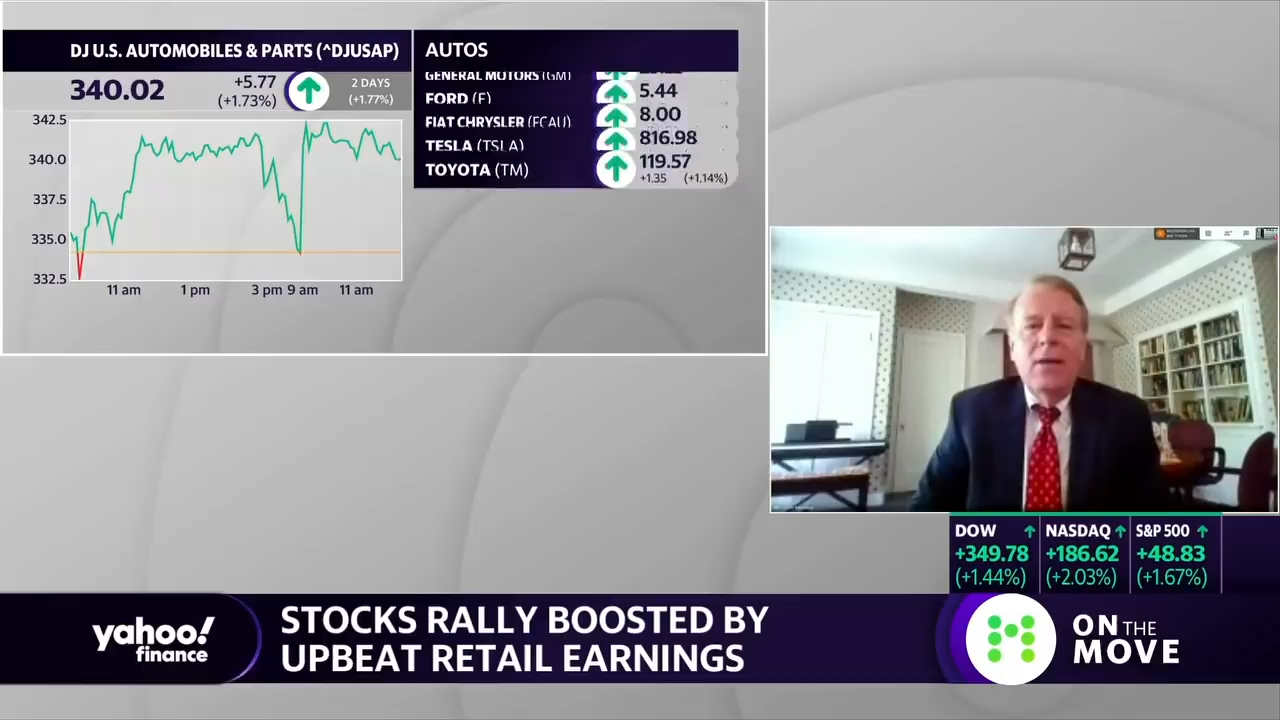 DJ U.S. AUTOMOBILES & PARTS (^DJUSAP)
340.02
+5.77
(+1.73%)
2 DAYS
(+1.77%)
342.5
340.0
337.5
335.0
332.5
11 am
1 pm
3 pm
9 am
11 am
AUTOS
GENERAL MOTORS (GM)
FORD (F)
5.44
FIAT CHRYSLER (FCAU)
8.00
TESLA (TSLA)
816.98
TOYOTA (TM)
119.57
+1.35 (+1.14%)
DOW
+349.78
(+1.44%)
NASDAQ
+186.62
(+2.03%)
S&P 500
+48.83
(+1.67%)
yahoo!
finance
STOCKS RALLY BOOSTED BY
UPBEAT RETAIL EARNINGS
ON THE
MOVE